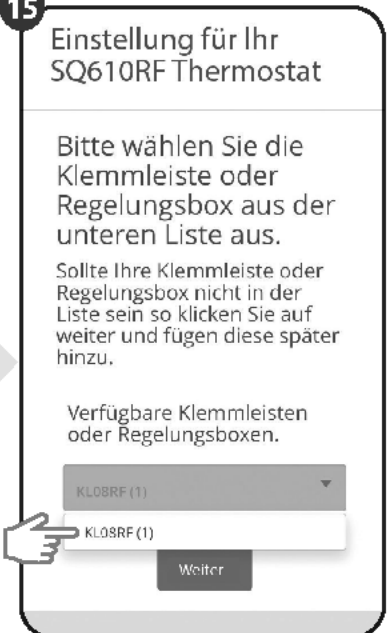 15
Einstellung für Ihr
SQ610RF Thermostat
Bitte wählen Sie die
Klemmleiste oder
Regelungsbox aus der
unteren Liste aus.
Sollte Ihre Klemmleiste oder
Regelungsbox nicht in der
Liste sein so klicken Sie auf
weiter und fügen diese später
hinzu.
Verfügbare Klemmleisten
oder Regelungsboxen.
KL08RF (1)
KL08RF (1)
Weiter